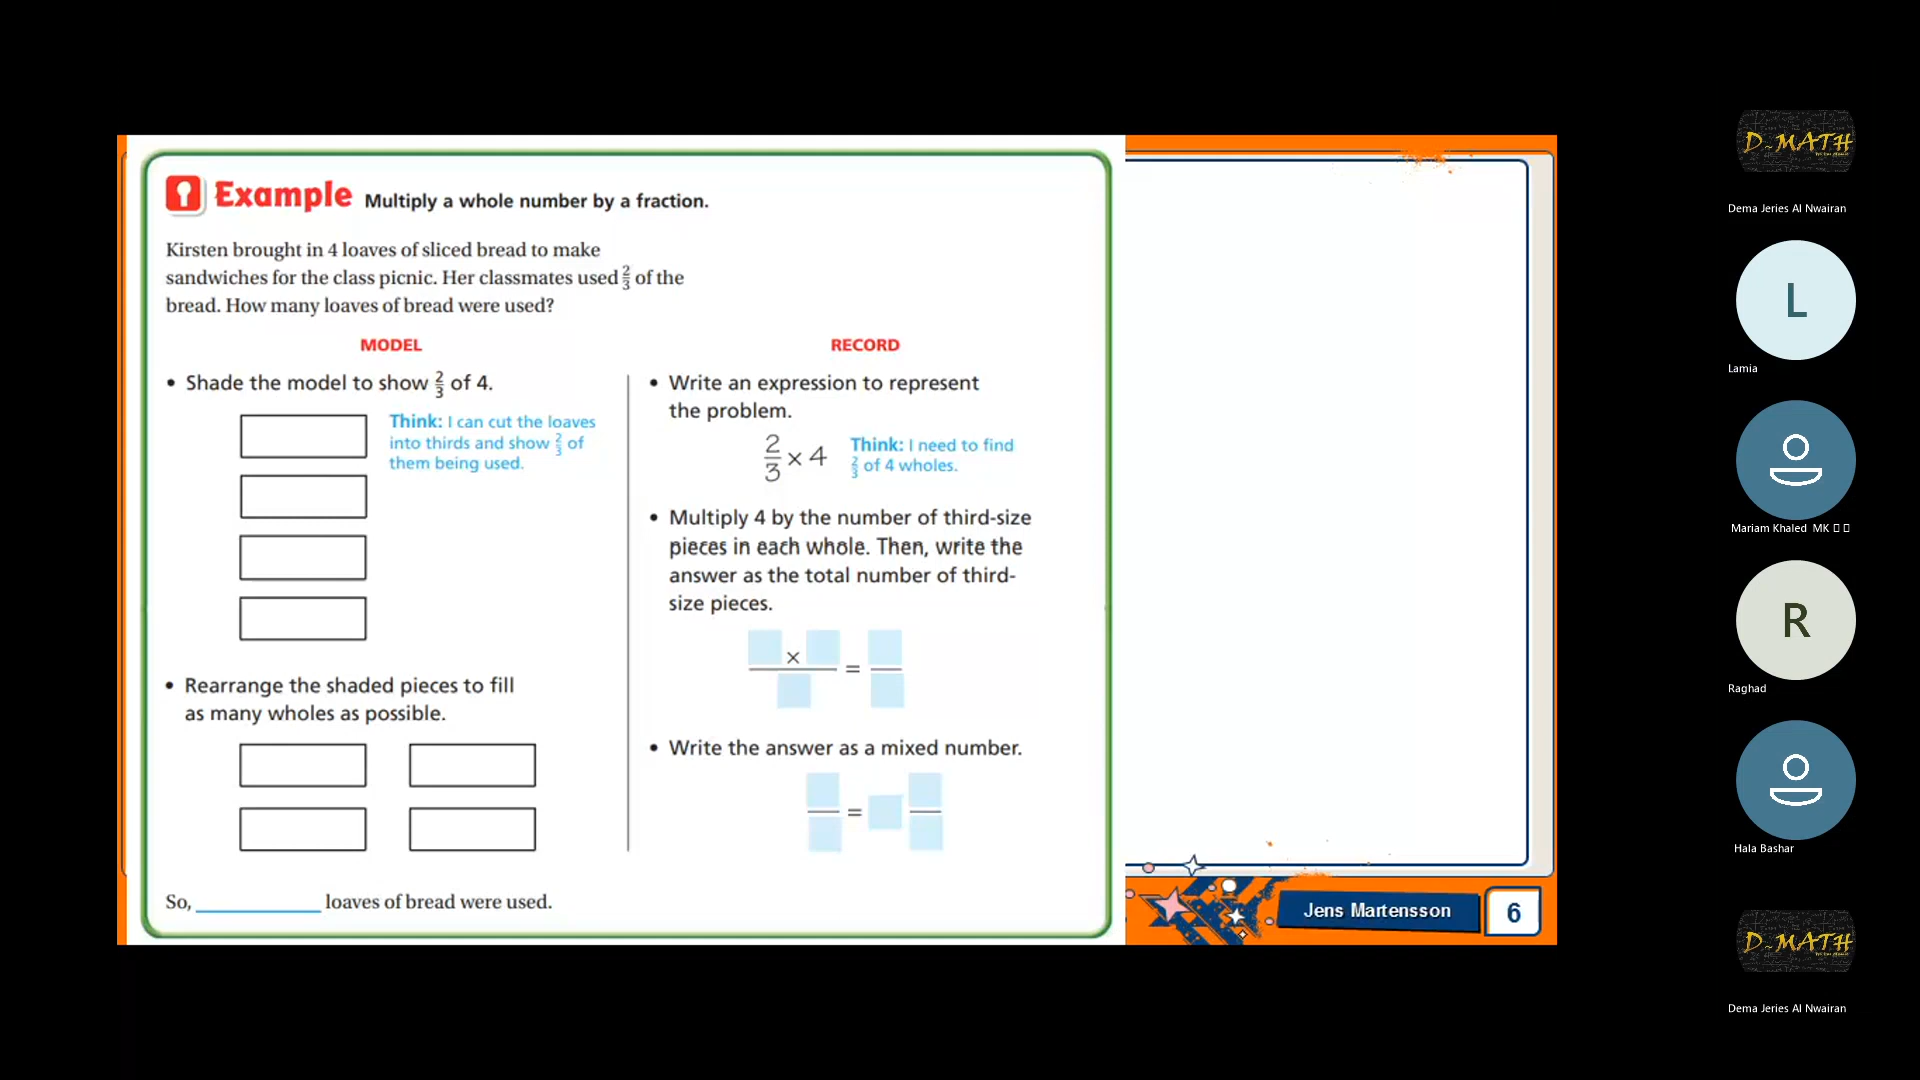 Example Multiply a whole number by a fraction.
Kirsten brought in 4 loaves of sliced bread to make
sandwiches for the class picnic. Her classmates used 2/3 of the
bread. How many loaves of bread were used?
MODEL
• Shade the model to show 2/3 of 4.
Think: I can cut the loaves
into thirds and show 2/3 of
them being used.
• Rearrange the shaded pieces to fill
as many wholes as possible.
RECORD
• Write an expression to represent
the problem.
2/3 × 4
Think: I need to find
2/3 of 4 wholes.
• Multiply 4 by the number of third-size
pieces in each whole. Then, write the
answer as the total number of third-
size pieces.
× =
• Write the answer as a mixed number.
=
So, ____________ loaves of bread were used.
Jens Martensson
6
D~MATH
Dema Jeries Al Nwairan
L
Lamia
Mariam Khaled MK
R
Raghad
Hala Bashar
D~MATH
Dema Jeries Al Nwairan